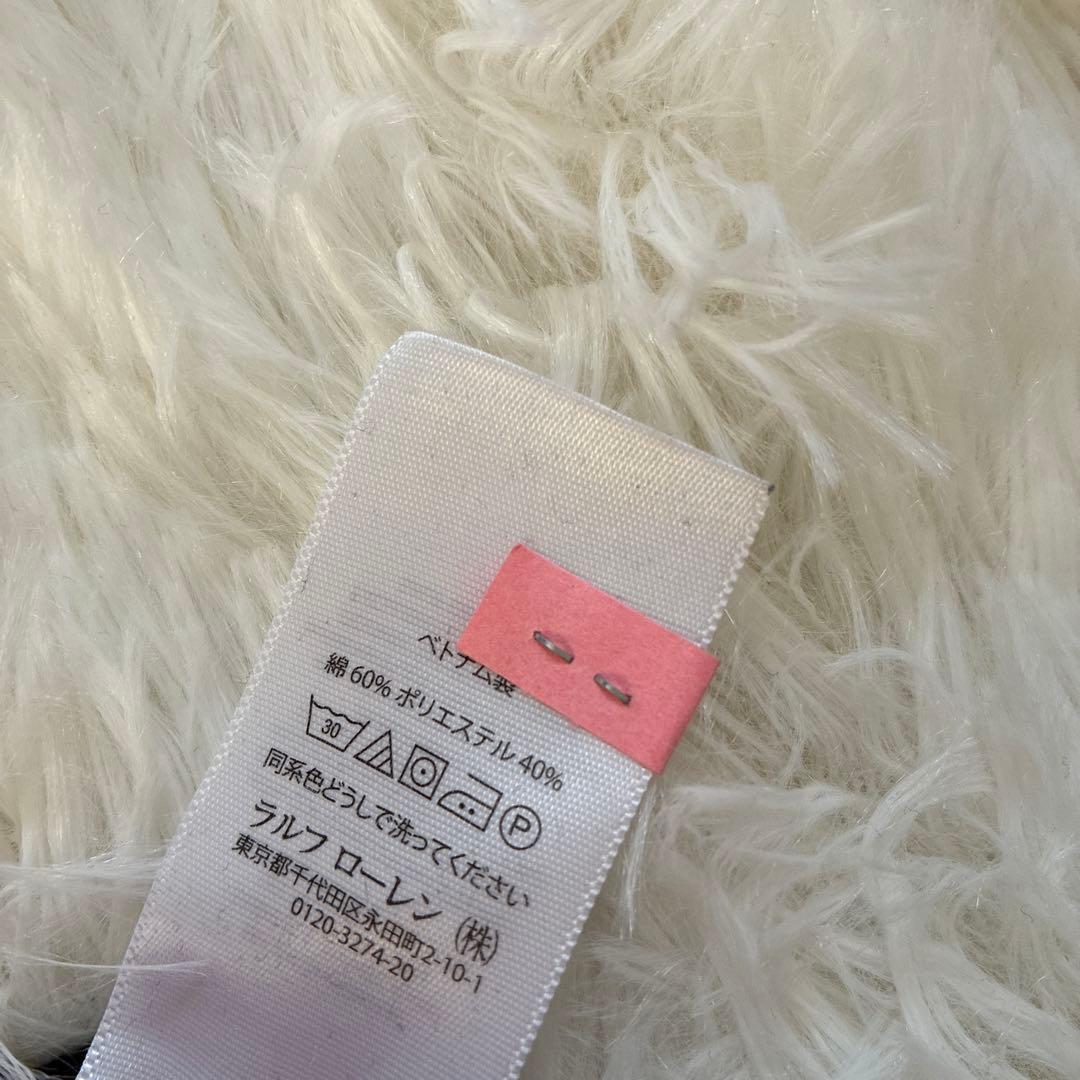 ベトナム製
綿 60% ポリエステル 40%
30 P
同系色どうしで洗ってください
ラルフ ローレン (株)
東京都千代田区永田町2-10-1
0120-3274-20